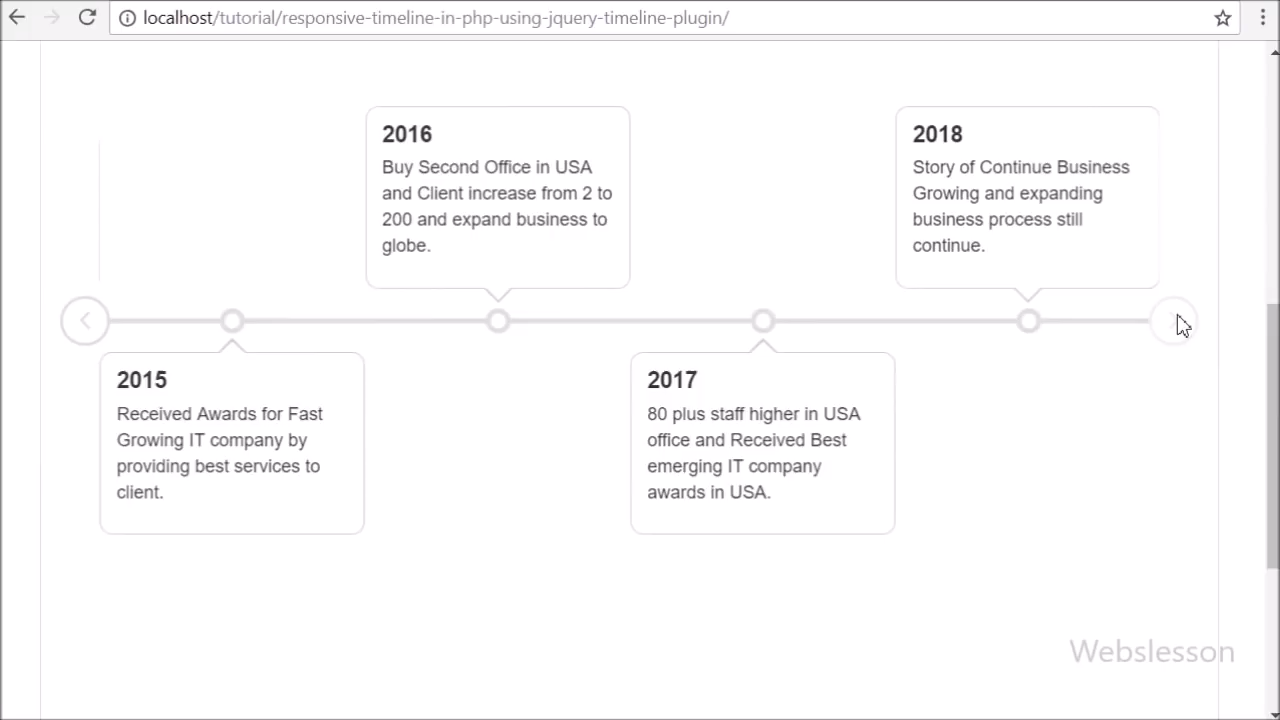 localhost/tutorial/responsive-timeline-in-php-using-jquery-timeline-plugin/
2016
Buy Second Office in USA
and Client increase from 2 to
200 and expand business to
globe.
2018
Story of Continue Business
Growing and expanding
business process still
continue.
2015
Received Awards for Fast
Growing IT company by
providing best services to
client.
2017
80 plus staff higher in USA
office and Received Best
emerging IT company
awards in USA.
Webslesson